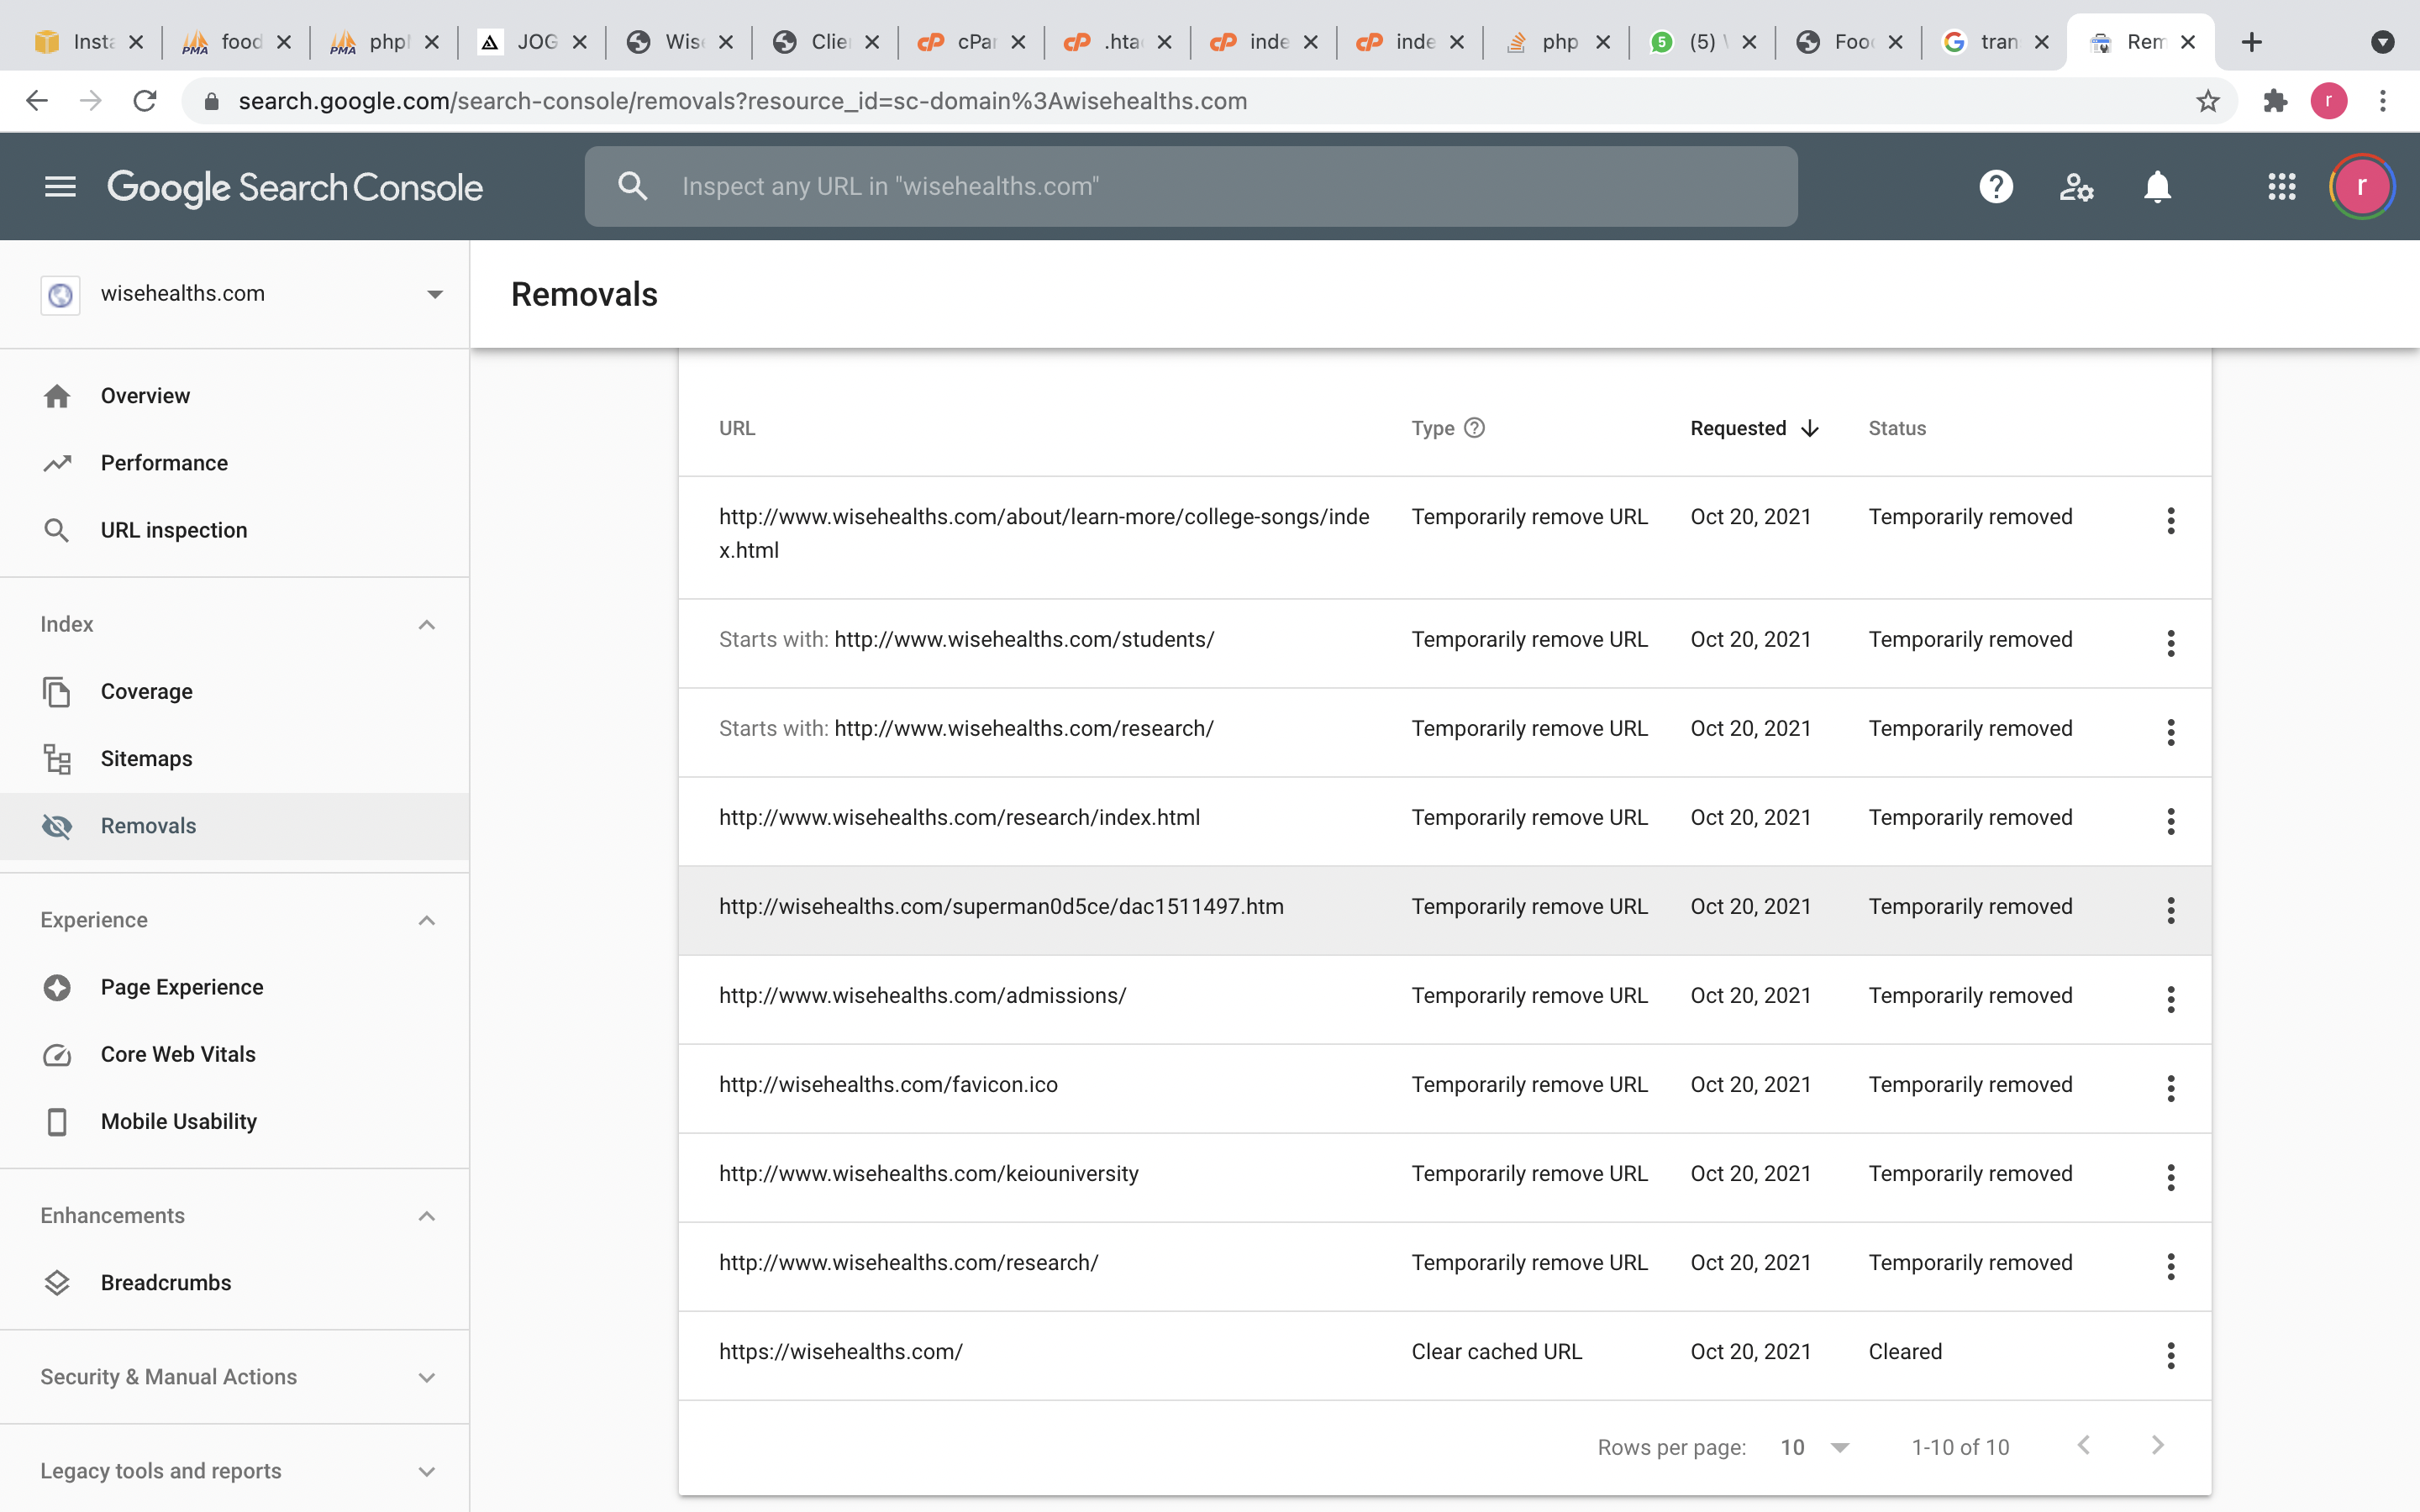 Insta food phpM JOG Wise Clien cPan .htac inde inde php 5 (5) W Food tran Rem
search.google.com/search-console/removals?resource_id=sc-domain%3Awisehealths.com r
Google Search Console Inspect any URL in "wisehealths.com" r
wisehealths.com Removals
Overview
Performance
URL inspection
Index
Coverage
Sitemaps
Removals
Experience
Page Experience
Core Web Vitals
Mobile Usability
Enhancements
Breadcrumbs
Security & Manual Actions
Legacy tools and reports
URL Type Requested Status
http://www.wisehealths.com/about/learn-more/college-songs/inde Temporarily remove URL Oct 20, 2021 Temporarily removed
x.html
Starts with: http://www.wisehealths.com/students/ Temporarily remove URL Oct 20, 2021 Temporarily removed
Starts with: http://www.wisehealths.com/research/ Temporarily remove URL Oct 20, 2021 Temporarily removed
http://www.wisehealths.com/research/index.html Temporarily remove URL Oct 20, 2021 Temporarily removed
http://wisehealths.com/superman0d5ce/dac1511497.htm Temporarily remove URL Oct 20, 2021 Temporarily removed
http://www.wisehealths.com/admissions/ Temporarily remove URL Oct 20, 2021 Temporarily removed
http://wisehealths.com/favicon.ico Temporarily remove URL Oct 20, 2021 Temporarily removed
http://www.wisehealths.com/keiouniversity Temporarily remove URL Oct 20, 2021 Temporarily removed
http://www.wisehealths.com/research/ Temporarily remove URL Oct 20, 2021 Temporarily removed
https://wisehealths.com/ Clear cached URL Oct 20, 2021 Cleared
Rows per page: 10 1-10 of 10